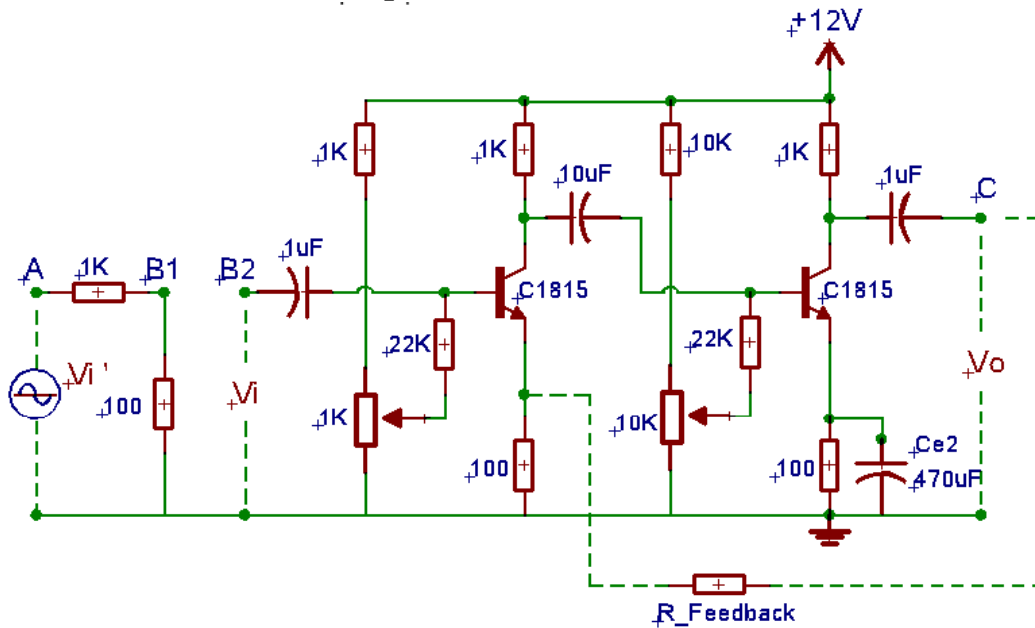 +12V
1K
1K
10K
1K
10uF
1uF
C
A
1K
B1
B2
1uF
C1815
C1815
22K
22K
Vi '
100
Vi
1K
10K
Vo
100
100
Ce2
470uF
R_Feedback